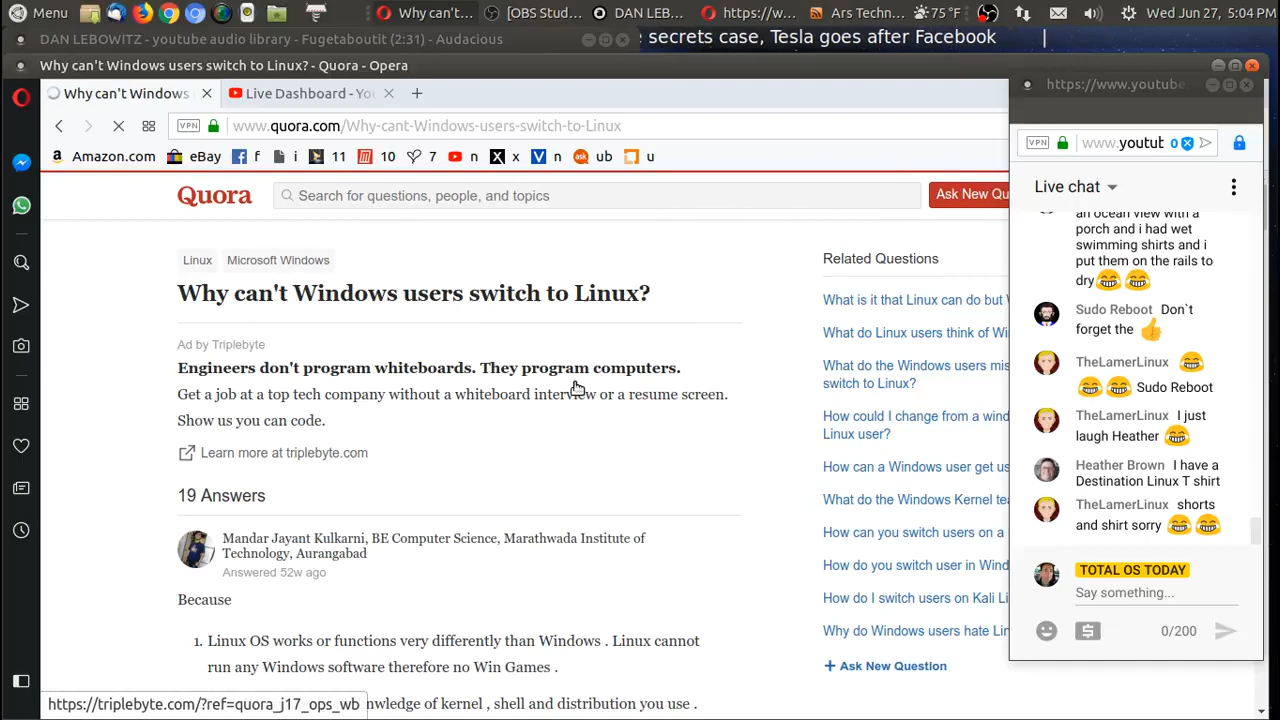 Menu
Why can't...
[OBS Stud...
DAN LEB...
https://w...
Ars Techn...
75 °F
Wed Jun 27, 5:04 PM
DAN LEBOWITZ - youtube audio library - Fugetaboutit (2:31) - Audacious
secrets case, Tesla goes after Facebook
Why can't Windows users switch to Linux? - Quora - Opera
https://www.youtube.
Why can't Windows
Live Dashboard - Yo
VPN
www.quora.com/Why-cant-Windows-users-switch-to-Linux
VPN
www.youtub
0
Amazon.com
eBay
f
i
11
10
7
n
x
n
ub
u
Live chat
Quora
Search for questions, people, and topics
Ask New Qu
an ocean view with a
porch and i had wet
swimming shirts and i
put them on the rails to
dry😂 😂
Linux
Microsoft Windows
Related Questions
Why can't Windows users switch to Linux?
What is it that Linux can do but
Sudo Reboot Don`t
forget the 👍
What do Linux users think of Wi
Ad by Triplebyte
Engineers don't program whiteboards. They program computers.
What do the Windows users mis
switch to Linux?
TheLamerLinux 😂
😂 😂 Sudo Reboot
Get a job at a top tech company without a whiteboard interview or a resume screen.
Show us you can code.
How could I change from a wind
Linux user?
TheLamerLinux I just
laugh Heather 😂
Learn more at triplebyte.com
How can a Windows user get us
Heather Brown I have a
Destination Linux T shirt
19 Answers
What do the Windows Kernel tea
TheLamerLinux shorts
and shirt sorry 😂 😂
How can you switch users on a
Mandar Jayant Kulkarni, BE Computer Science, Marathwada Institute of
Technology, Aurangabad
Answered 52w ago
How do you switch user in Wind
TOTAL OS TODAY
Say something...
Because
How do I switch users on Kali Li
Why do Windows users hate Lin
0/200
1. Linux OS works or functions very differently than Windows . Linux cannot
run any Windows software therefore no Win Games .
+ Ask New Question
https://triplebyte.com/?ref=quora_j17_ops_wb
nwledge of kernel , shell and distribution you use .